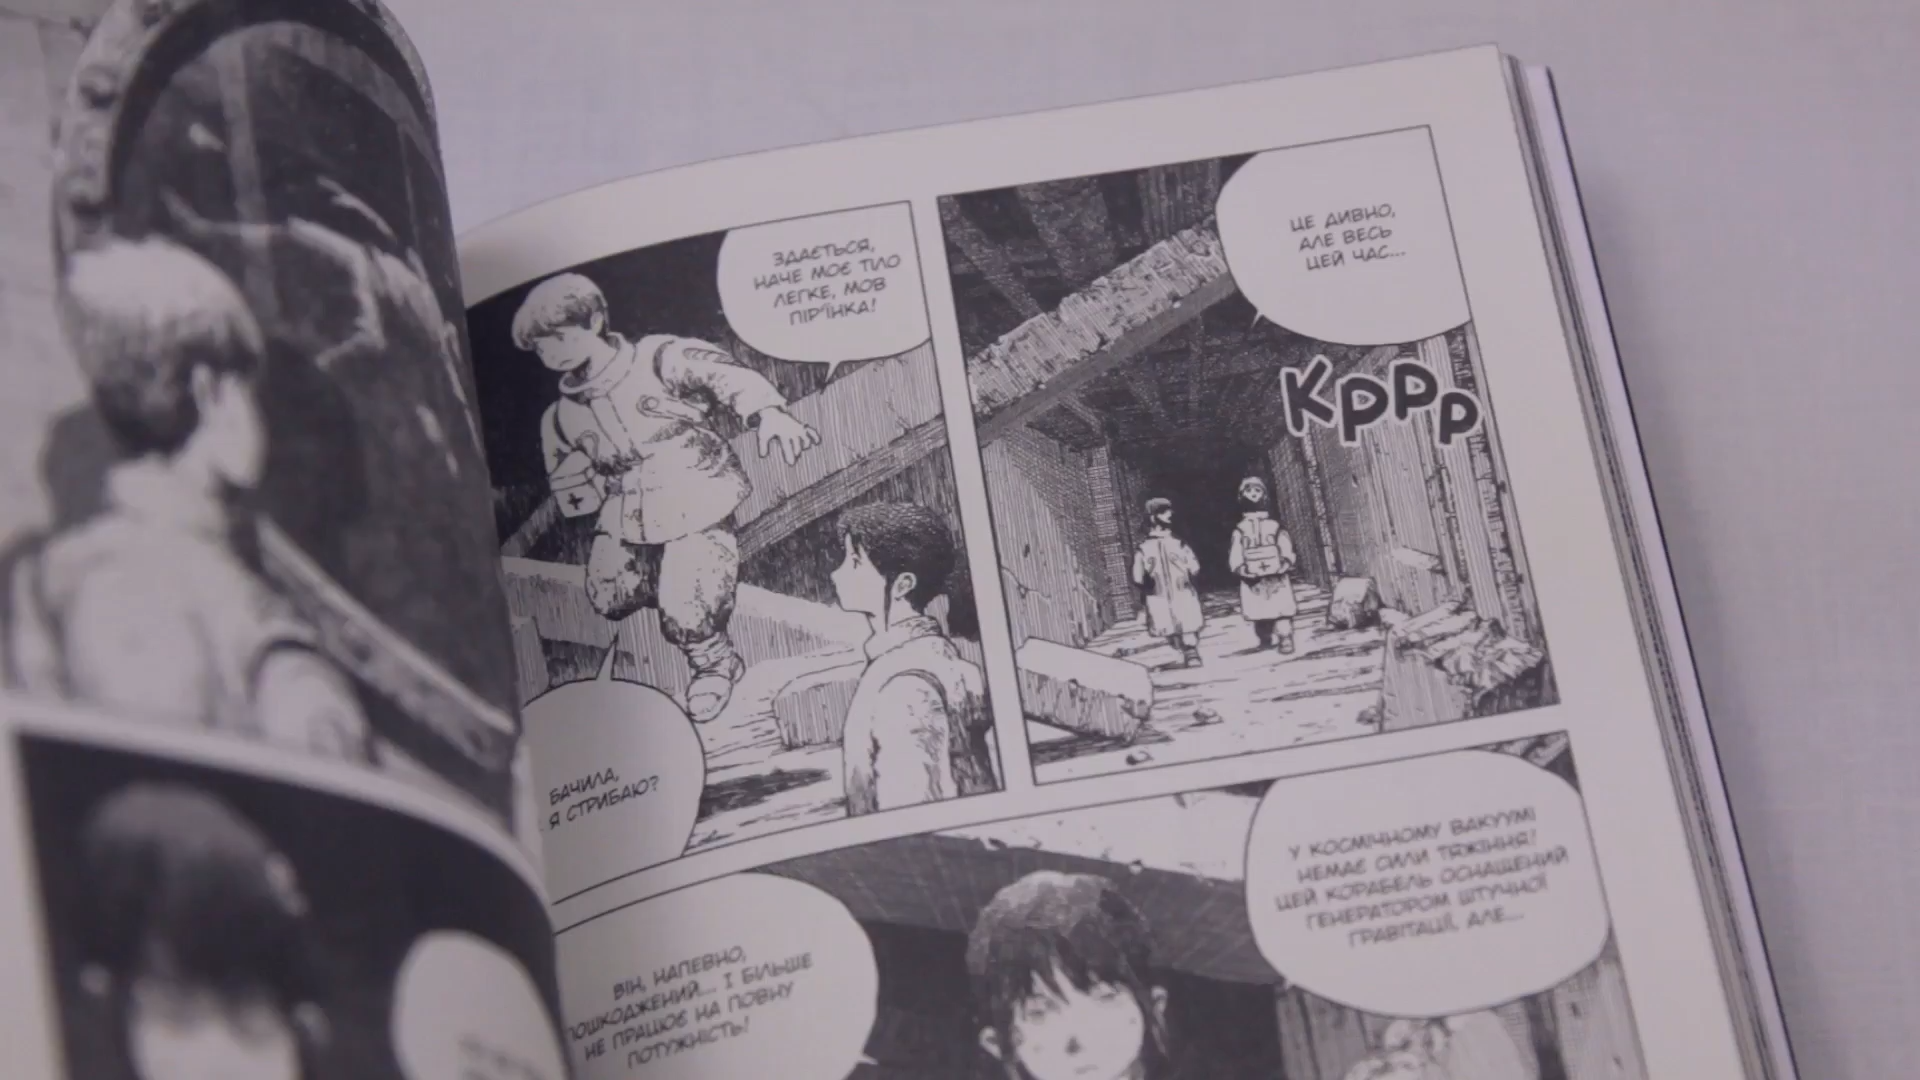 ЗДАЄТЬСЯ,
НАЧЕ МОЄ ТІЛО
ЛЕГКЕ, МОВ
ПІР'ЇНКА!
БАЧИЛА,
Я СТРИБАЮ?
ЦЕ ДИВНО,
АЛЕ ВЕСЬ
ЦЕЙ ЧАС...
КРРР
У КОСМІЧНОМУ ВАКУУМІ
НЕМАЄ СИЛИ ТЯЖІННЯ!
ЦЕЙ КОРАБЕЛЬ ОСНАЩЕНИЙ
ГЕНЕРАТОРОМ ШТУЧНОЇ
ГРАВІТАЦІЇ, АЛЕ...
ВІН, НАПЕВНО,
ПОШКОДЖЕНИЙ... І БІЛЬШЕ
НЕ ПРАЦЮЄ НА ПОВНУ
ПОТУЖНІСТЬ!